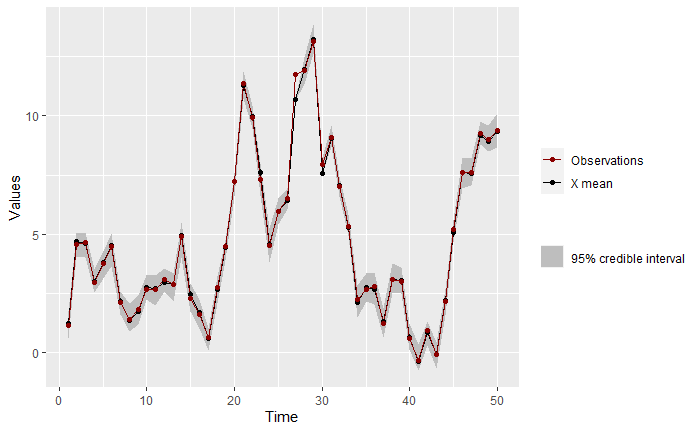 Values
10
5
0
0
10
20
30
40
50
Time
Observations
X mean
95% credible interval